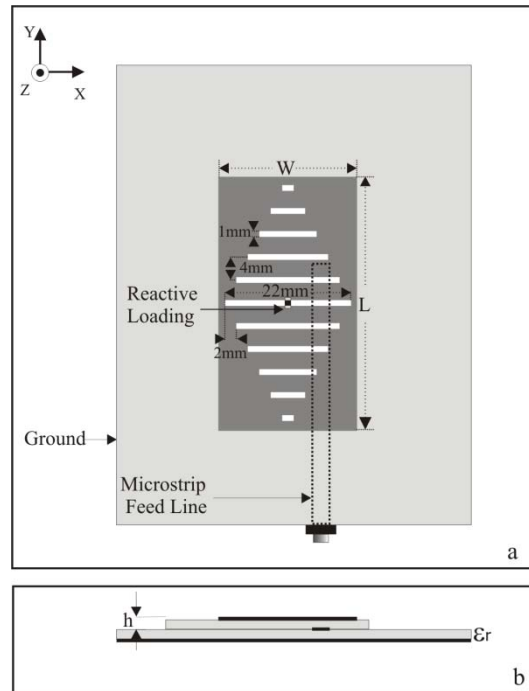 Y
Z
X
W
1mm
4mm
22mm
Reactive
Loading
L
2mm
Ground
Microstrip
Feed Line
a
h
εr
b